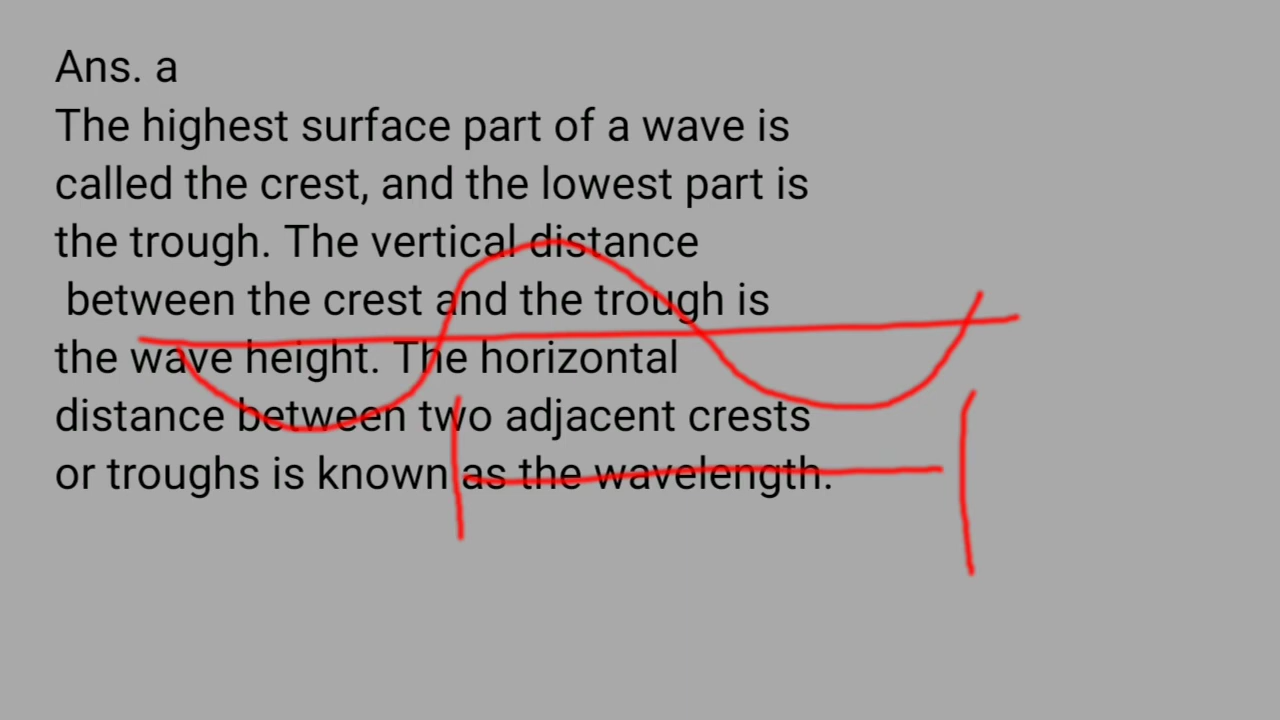 Ans. a
The highest surface part of a wave is
called the crest, and the lowest part is
the trough. The vertical distance
between the crest and the trough is
the wave height. The horizontal
distance between two adjacent crests
or troughs is known as the wavelength.